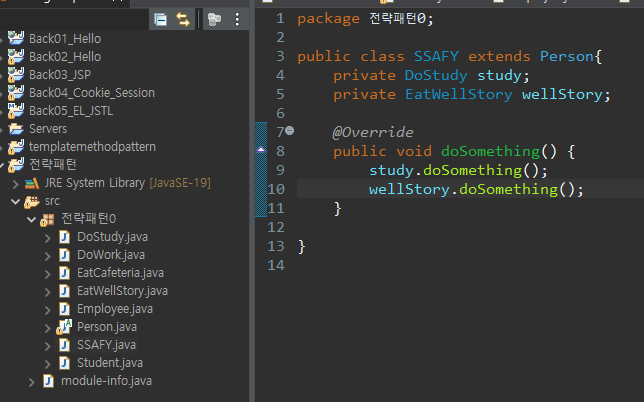 Back01_Hello
Back02_Hello
Back03_JSP
Back04_Cookie_Session
Back05_EL_JSTL
Servers
templatemethodpattern
전략패턴
JRE System Library [JavaSE-19]
src
전략패턴0
DoStudy.java
DoWork.java
EatCafeteria.java
EatWellStory.java
Employee.java
Person.java
SSAFY.java
Student.java
module-info.java
1 package 전략패턴0;
2
3 public class SSAFY extends Person{
4 private DoStudy study;
5 private EatWellStory wellStory;
6
7 @Override
8 public void doSomething() {
9 study.doSomething();
10 wellStory.doSomething();
11 }
12
13 }
14